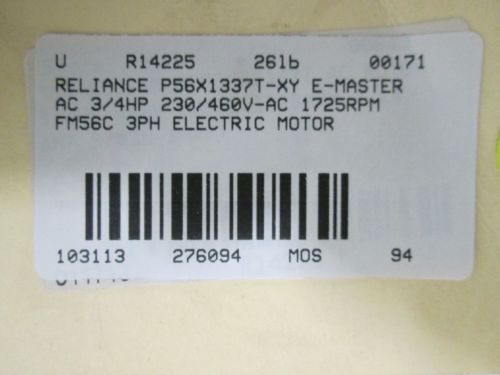 U R14225 26lb 00171
RELIANCE P56X1337T-XY E-MASTER
AC 3/4HP 230/460V-AC 1725RPM
FM56C 3PH ELECTRIC MOTOR
103113 276094 MOS 94